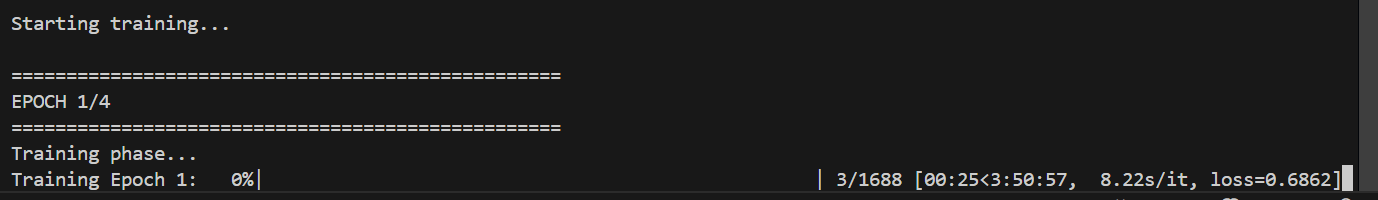 Starting training...
==================================================
EPOCH 1/4
==================================================
Training phase...
Training Epoch 1:   0%|                                                  | 3/1688 [00:25<3:50:57,  8.22s/it, loss=0.6862]